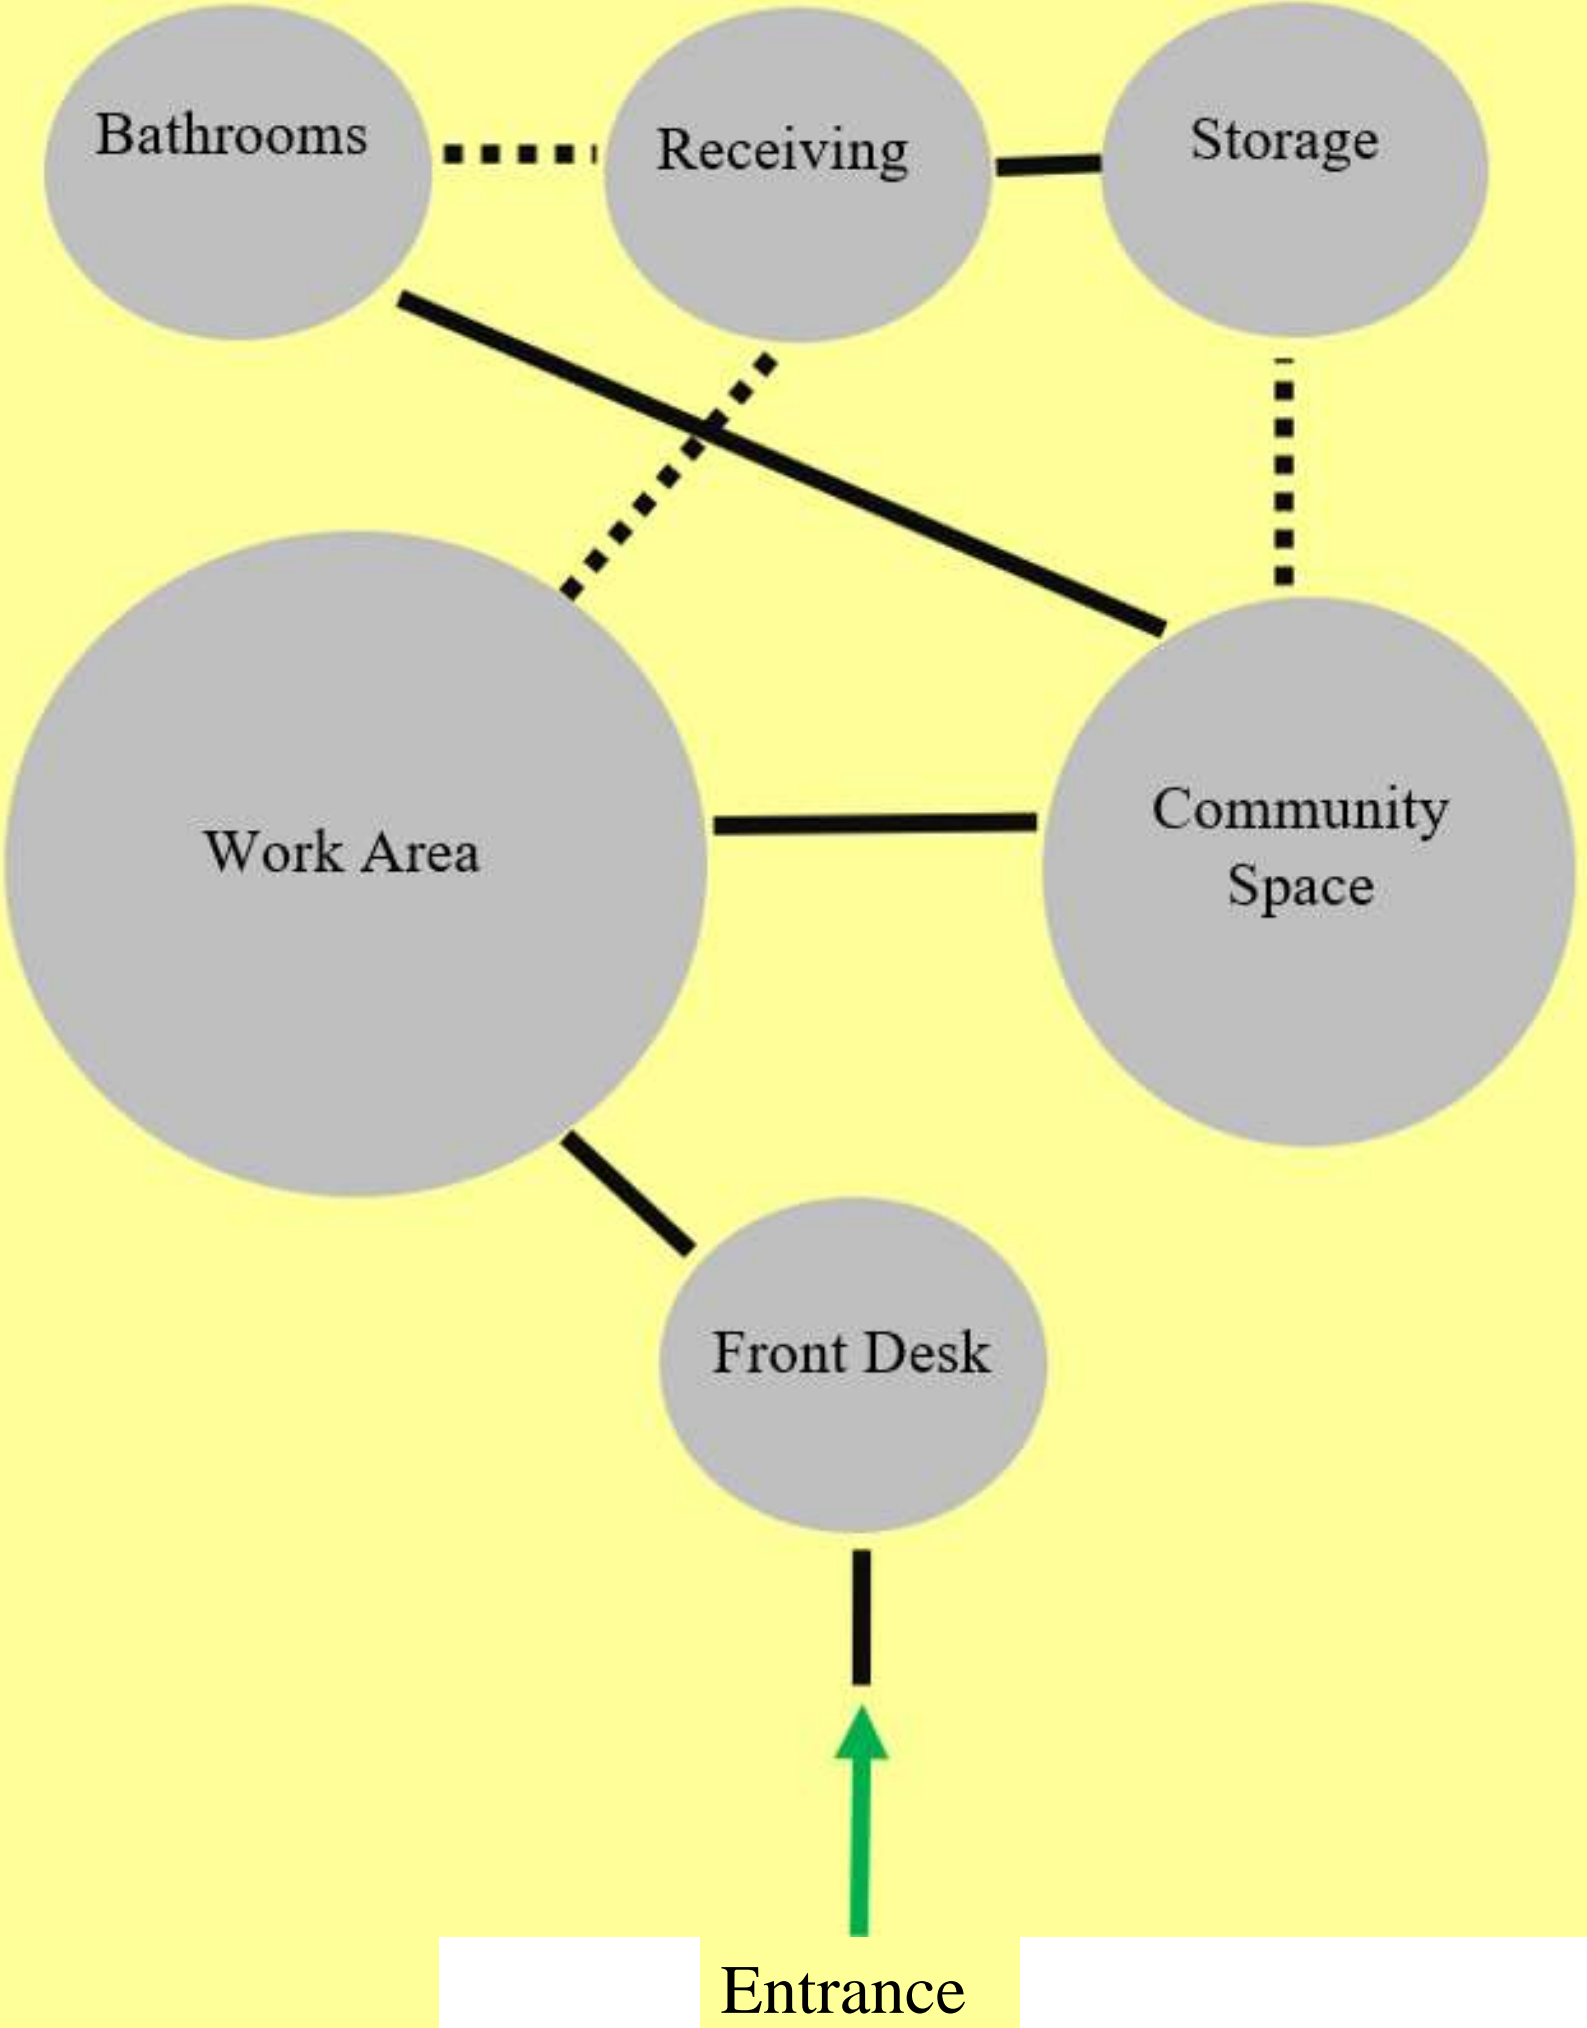 Bathrooms
Receiving
Storage
Work Area
Community
Space
Front Desk
Entrance